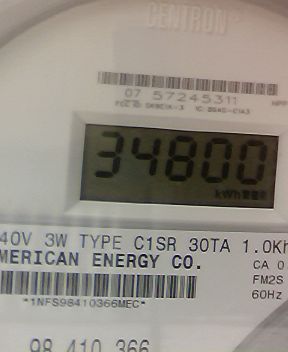 CENTRON
07 57245311
34800
kWh
40V 3W TYPE C1SR 30TA 1.0Kh
MERICAN ENERGY CO.
CA 0
FM2S
60Hz
*1NFS98410366MEC*
98 410 366